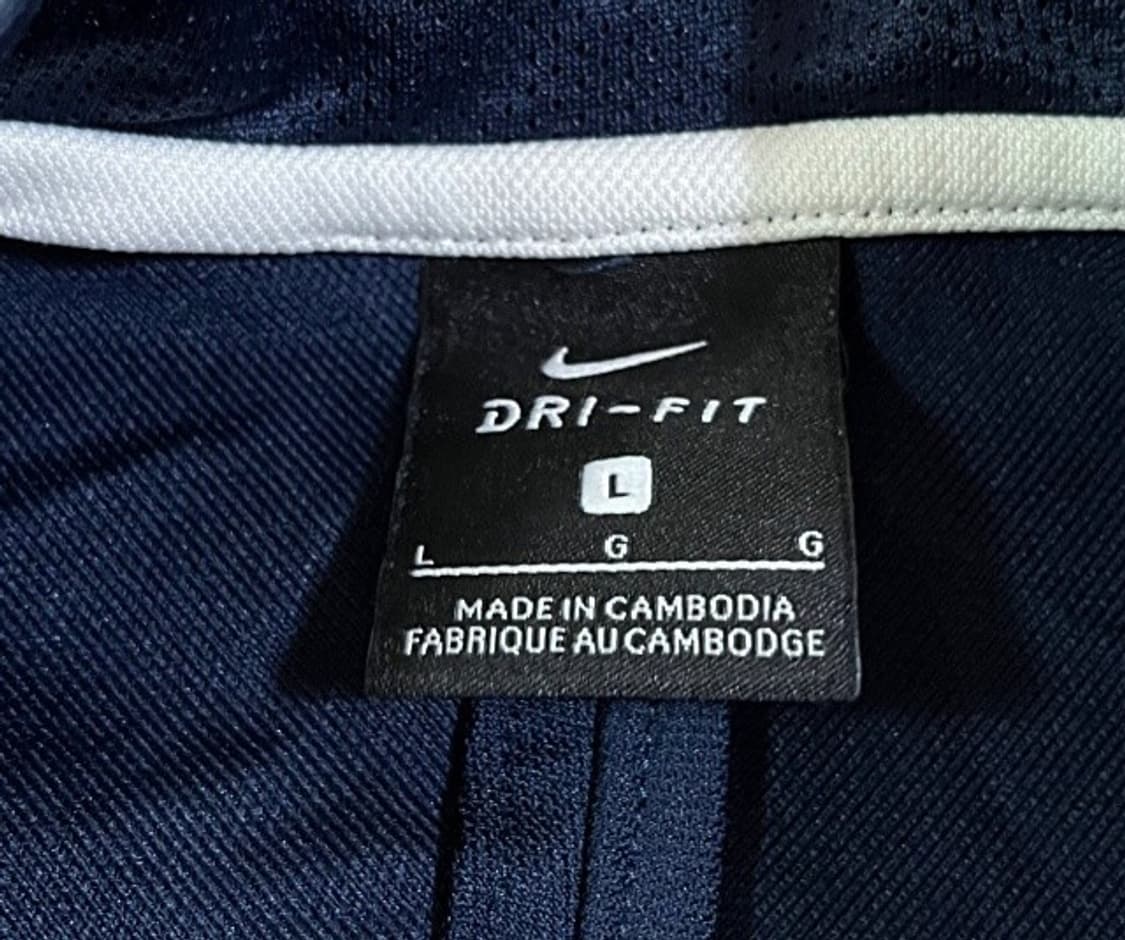 DRI-FIT
L
L G G
MADE IN CAMBODIA
FABRIQUE AU CAMBODGE